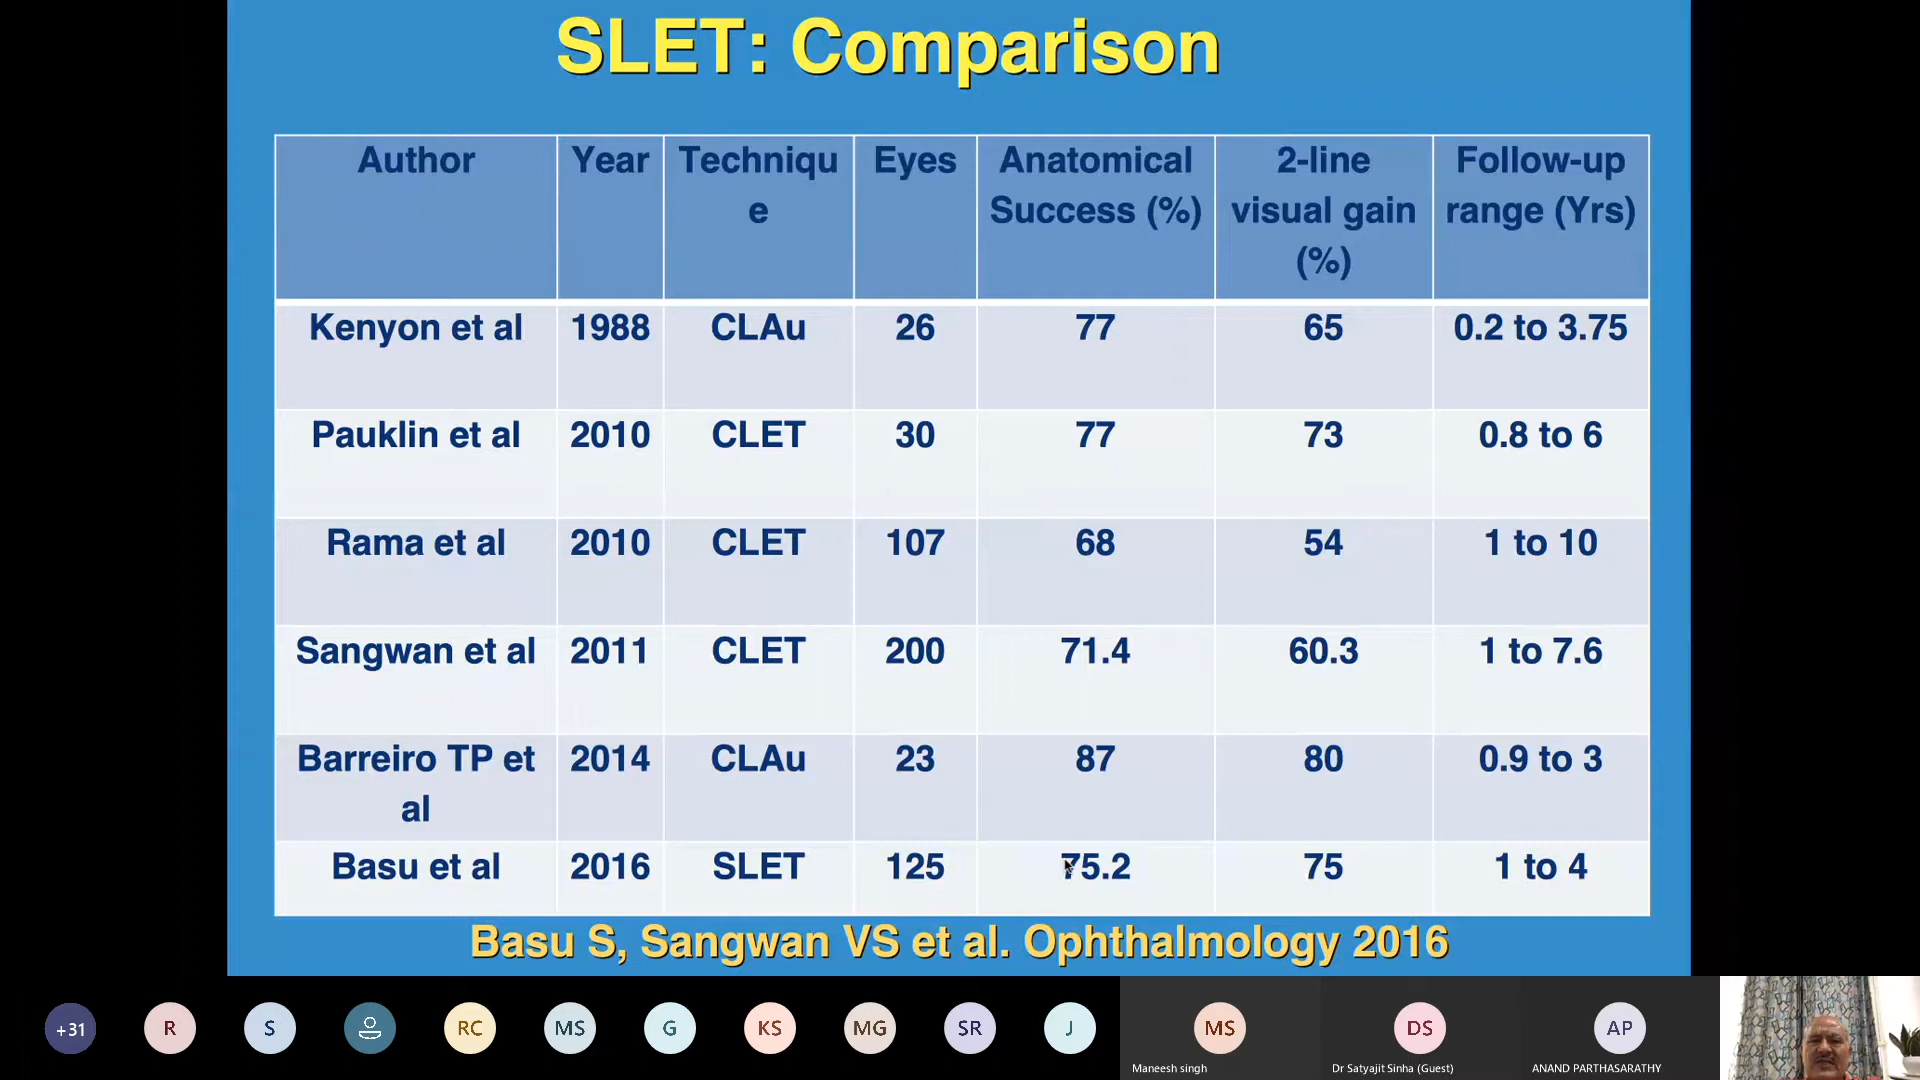 SLET: Comparison
Author Year Techniqu Eyes Anatomical 2-line Follow-up
e Success (%) visual gain range (Yrs)
(%)
Kenyon et al 1988 CLAu 26 77 65 0.2 to 3.75
Pauklin et al 2010 CLET 30 77 73 0.8 to 6
Rama et al 2010 CLET 107 68 54 1 to 10
Sangwan et al 2011 CLET 200 71.4 60.3 1 to 7.6
Barreiro TP et 2014 CLAu 23 87 80 0.9 to 3
al
Basu et al 2016 SLET 125 75.2 75 1 to 4
Basu S, Sangwan VS et al. Ophthalmology 2016
+31 R S RC MS G KS MG SR J MS DS AP
Maneesh singh Dr Satyajit Sinha (Guest) ANAND PARTHASARATHY